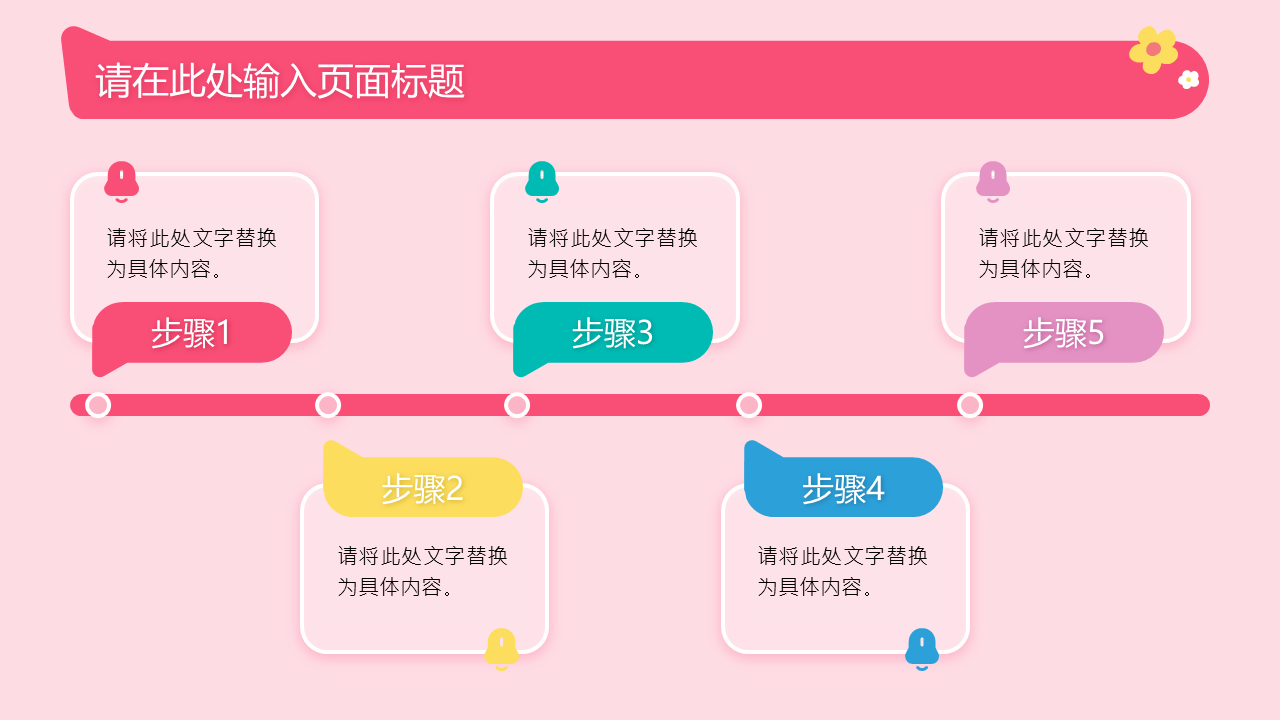 请在此处输入页面标题
请将此处文字替换
为具体内容。
步骤1
步骤2
请将此处文字替换
为具体内容。
请将此处文字替换
为具体内容。
步骤3
步骤4
请将此处文字替换
为具体内容。
请将此处文字替换
为具体内容。
步骤5